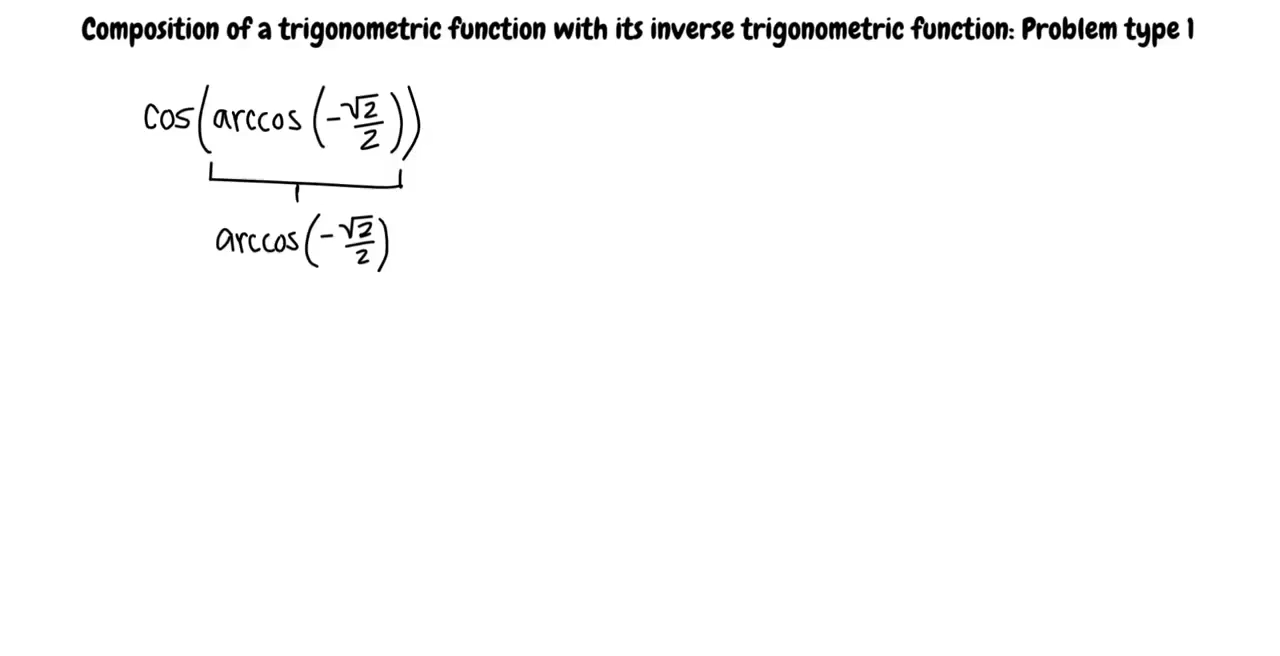 Composition of a trigonometric function with its inverse trigonometric function: Problem type 1
cos(arccos(-√2/2))
arccos(-√2/2)